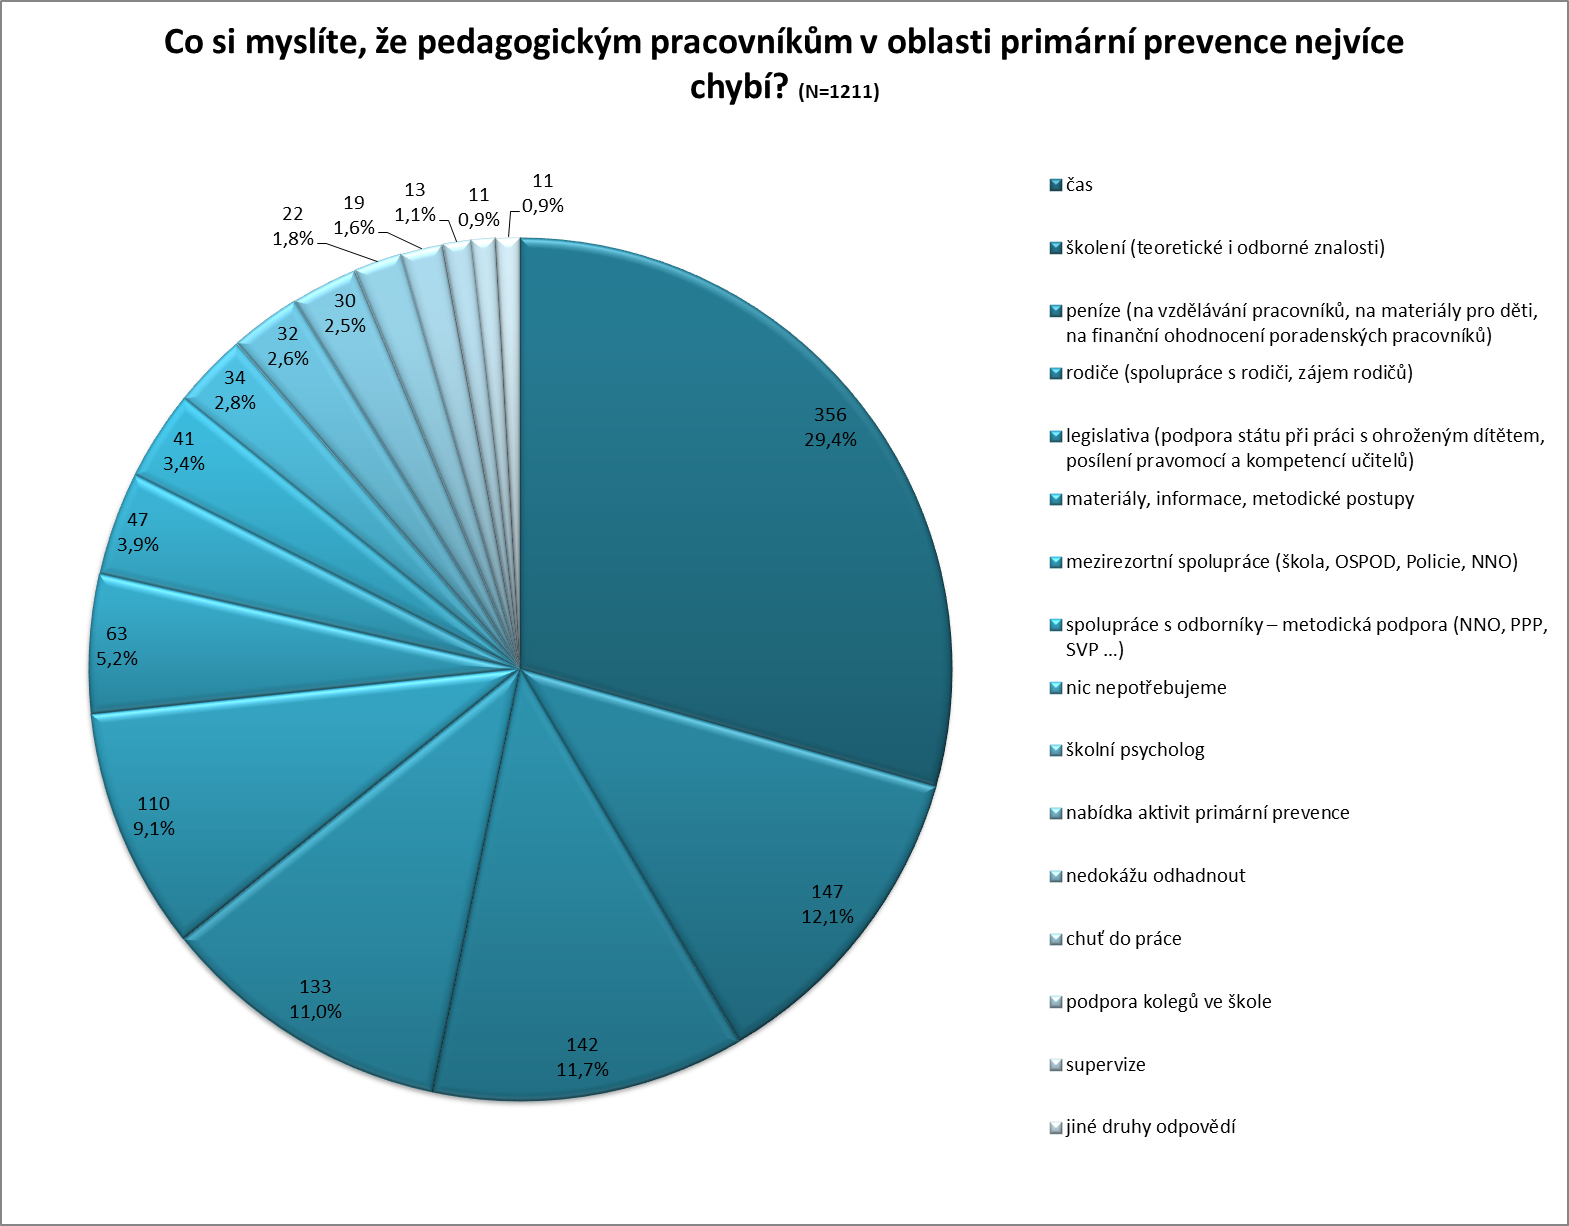 Co si myslíte, že pedagogickým pracovníkům v oblasti primární prevence nejvíce
chybí? (N=1211)
356
29,4%
147
12,1%
142
11,7%
133
11,0%
110
9,1%
63
5,2%
47
3,9%
41
3,4%
34
2,8%
32
2,6%
30
2,5%
22
1,8%
19
1,6%
13
1,1%
11
0,9%
11
0,9%
čas
školení (teoretické i odborné znalosti)
peníze (na vzdělávání pracovníků, na materiály pro děti,
na finanční ohodnocení poradenských pracovníků)
rodiče (spolupráce s rodiči, zájem rodičů)
legislativa (podpora státu při práci s ohroženým dítětem,
posílení pravomocí a kompetencí učitelů)
materiály, informace, metodické postupy
mezirezortní spolupráce (škola, OSPOD, Policie, NNO)
spolupráce s odborníky – metodická podpora (NNO, PPP,
SVP ...)
nic nepotřebujeme
školní psycholog
nabídka aktivit primární prevence
nedokážu odhadnout
chuť do práce
podpora kolegů ve škole
supervize
jiné druhy odpovědí